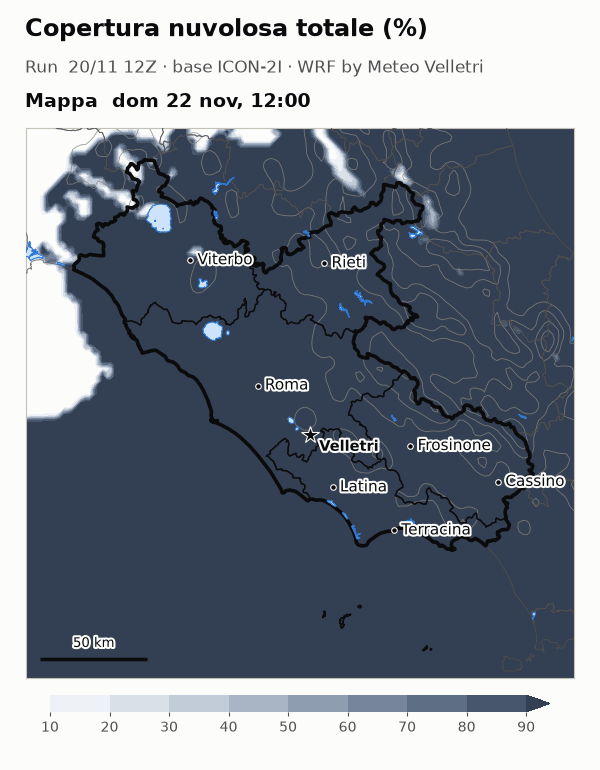 Copertura nuvolosa totale (%)
Run  20/11 12Z · base ICON-2I · WRF by Meteo Velletri
Mappa  dom 22 nov, 12:00
Viterbo
Rieti
Roma
Velletri
Frosinone
Cassino
Latina
Terracina
50 km
10 20 30 40 50 60 70 80 90